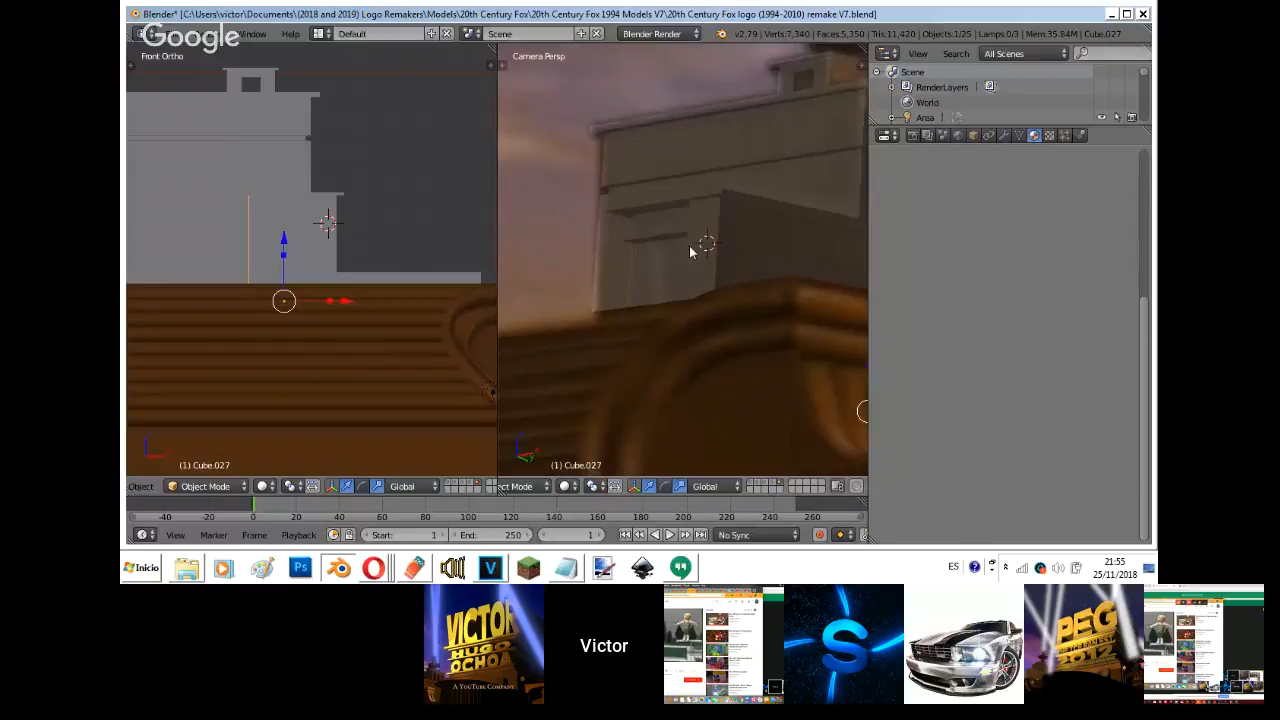 Blender* [C:\Users\victor\Documents\(2018 and 2019) Logo Remakers\Models\20th Century Fox\20th Century Fox 1994 Models V7\20th Century Fox logo (1994-2010) remake V7.blend]
Google
Window Help Default Scene Blender Render v2.79 | Verts:7,340 | Faces:5,350 | Tris:11,420 | Objects:1/25 | Lamps:0/3 | Mem:35.84M | Cube.027
Front Ortho
Camera Persp
View Search All Scenes
Scene
RenderLayers
World
Area
(1) Cube.027
(1) Cube.027
Object Object Mode Global
ect Mode Global
-40 -20 0 20 40 60 80 100 120 140 160 180 200 220 240 260
View Marker Frame Playback Start: 1 End: 250 1 No Sync
Inicio
ES
21:55
25/11/2018
Victor
A YOUTUBE COMPANY